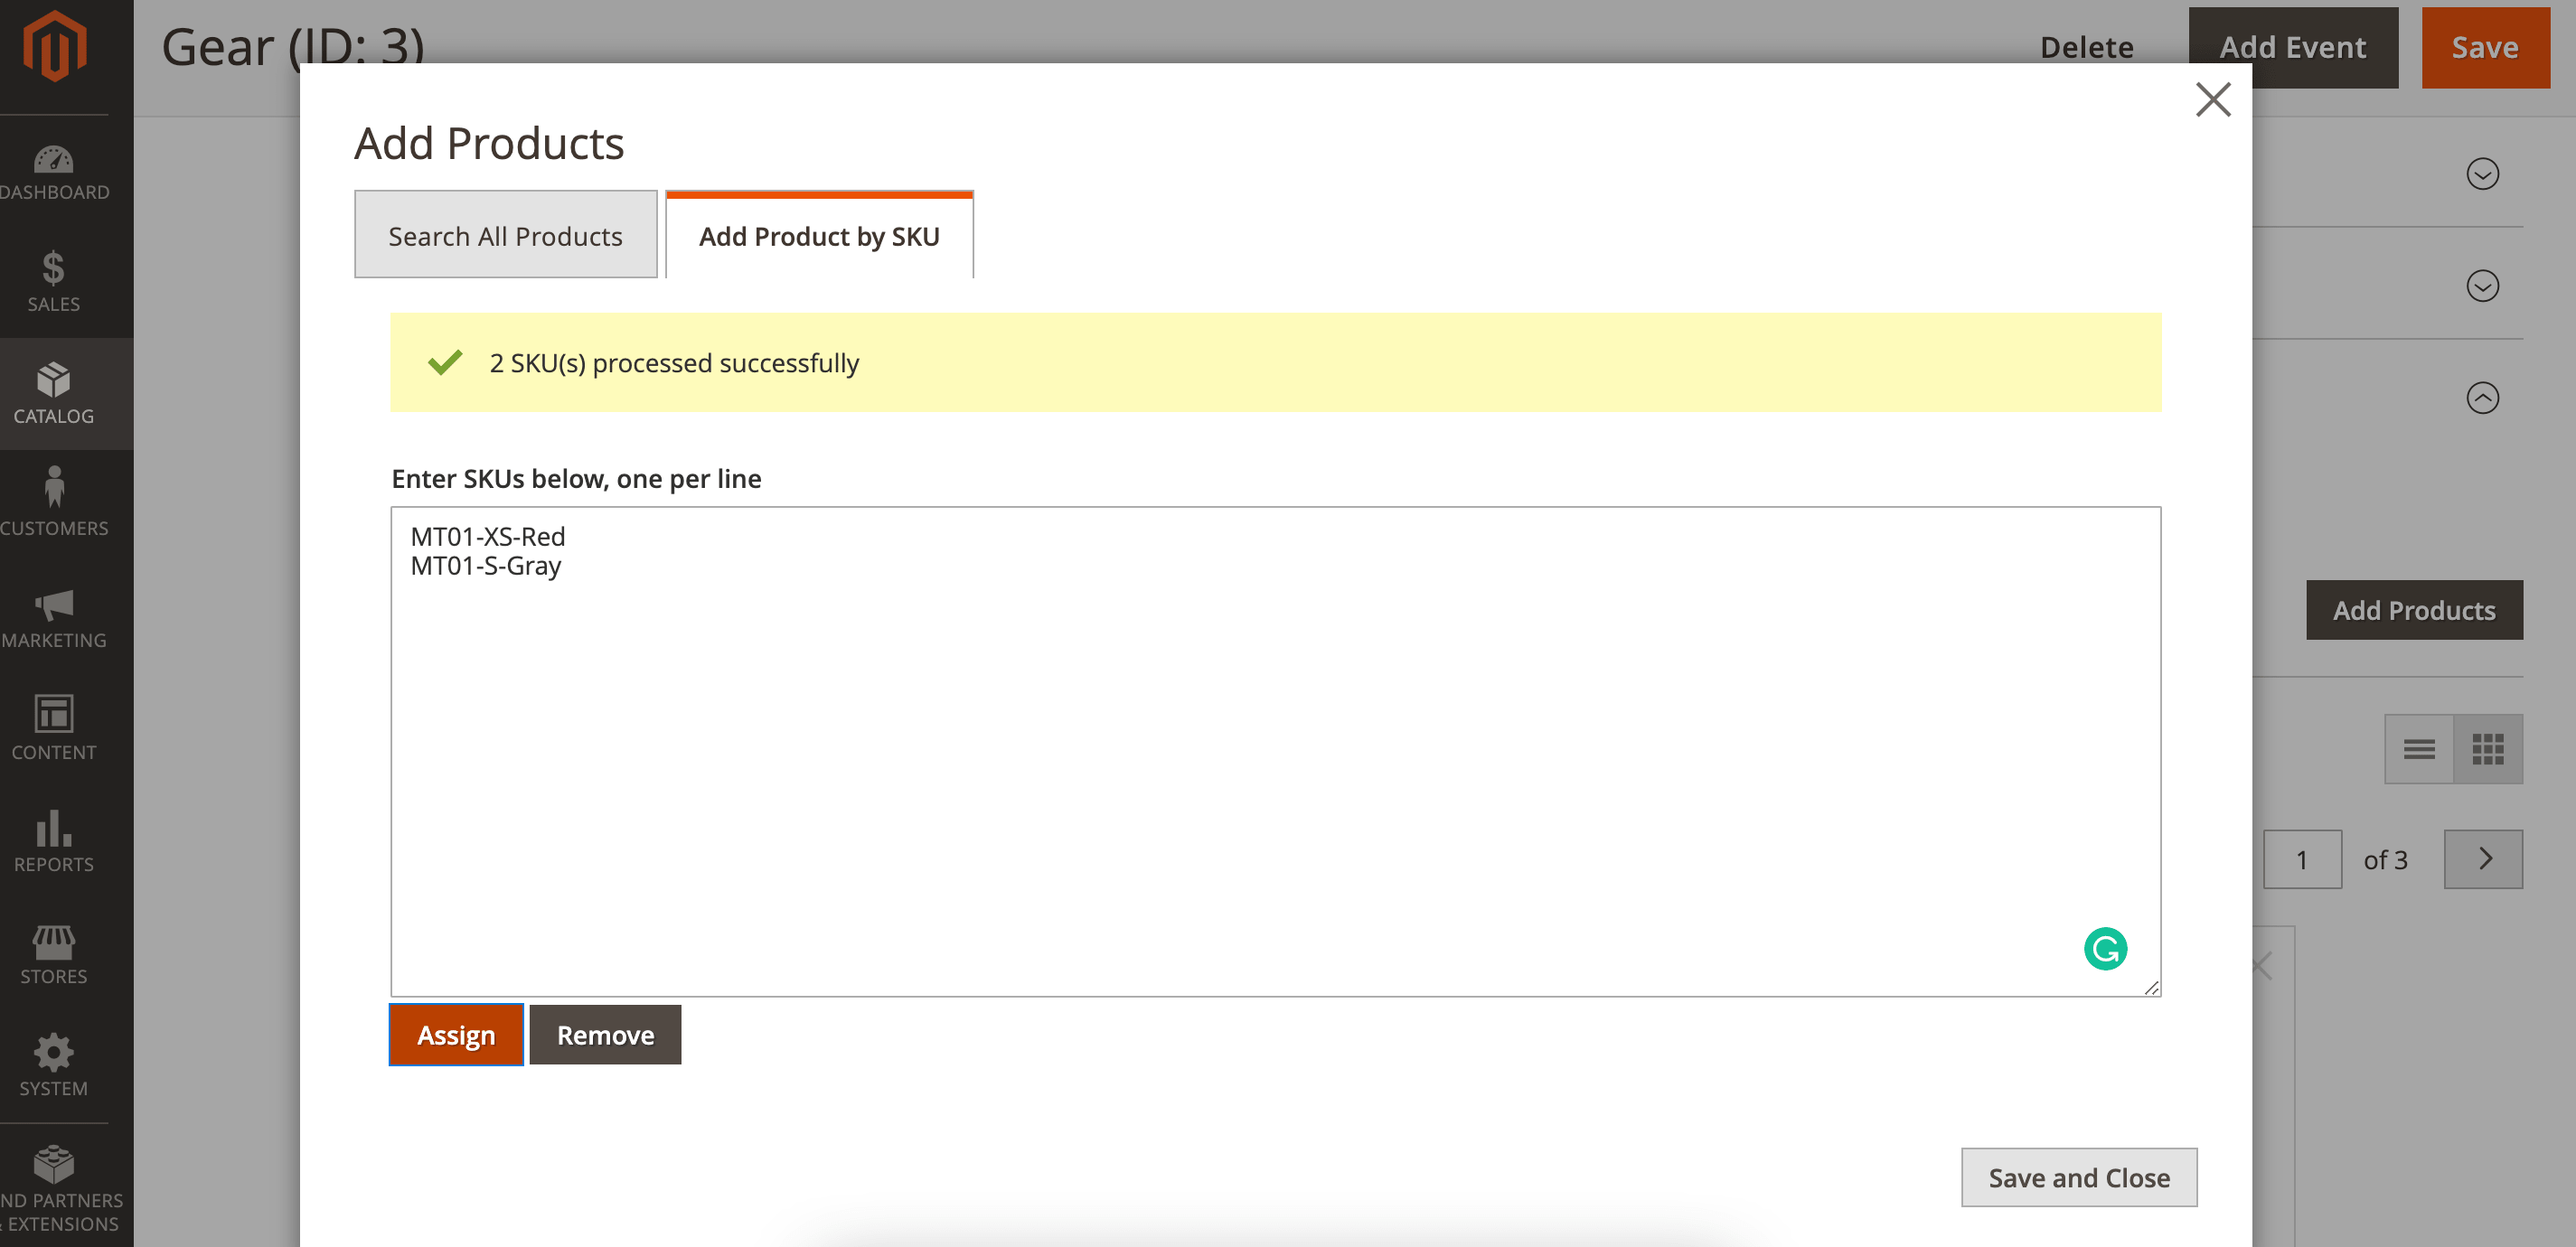 Gear (ID: 3)
Delete
Add Event
Save
DASHBOARD
SALES
CATALOG
CUSTOMERS
MARKETING
CONTENT
REPORTS
STORES
SYSTEM
ND PARTNERS
& EXTENSIONS
Add Products
Search All Products
Add Product by SKU
2 SKU(s) processed successfully
Enter SKUs below, one per line
MT01-XS-Red
MT01-S-Gray
Assign
Remove
Save and Close
Add Products
1 of 3